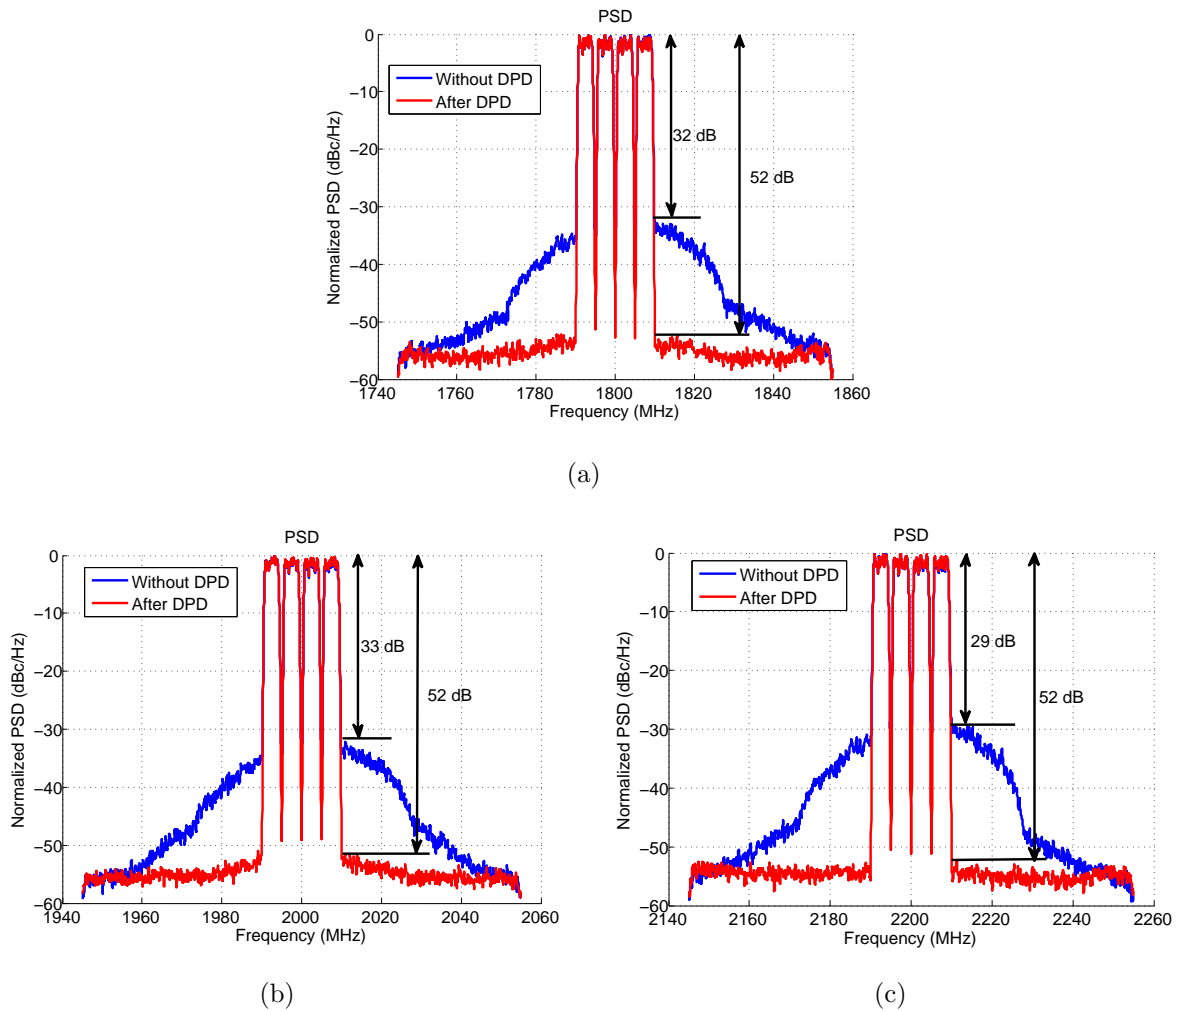 PSD
0
−10
−20
−30
−40
−50
−60
Normalized PSD (dBc/Hz)
Without DPD
After DPD
32 dB
52 dB
1740 1760 1780 1800 1820 1840 1860
Frequency (MHz)
(a)
PSD
0
−10
−20
−30
−40
−50
−60
Normalized PSD (dBc/Hz)
Without DPD
After DPD
33 dB
52 dB
1940 1960 1980 2000 2020 2040 2060
Frequency (MHz)
(b)
PSD
0
−10
−20
−30
−40
−50
−60
Normalized PSD (dBc/Hz)
Without DPD
After DPD
29 dB
52 dB
2140 2160 2180 2200 2220 2240 2260
Frequency (MHz)
(c)